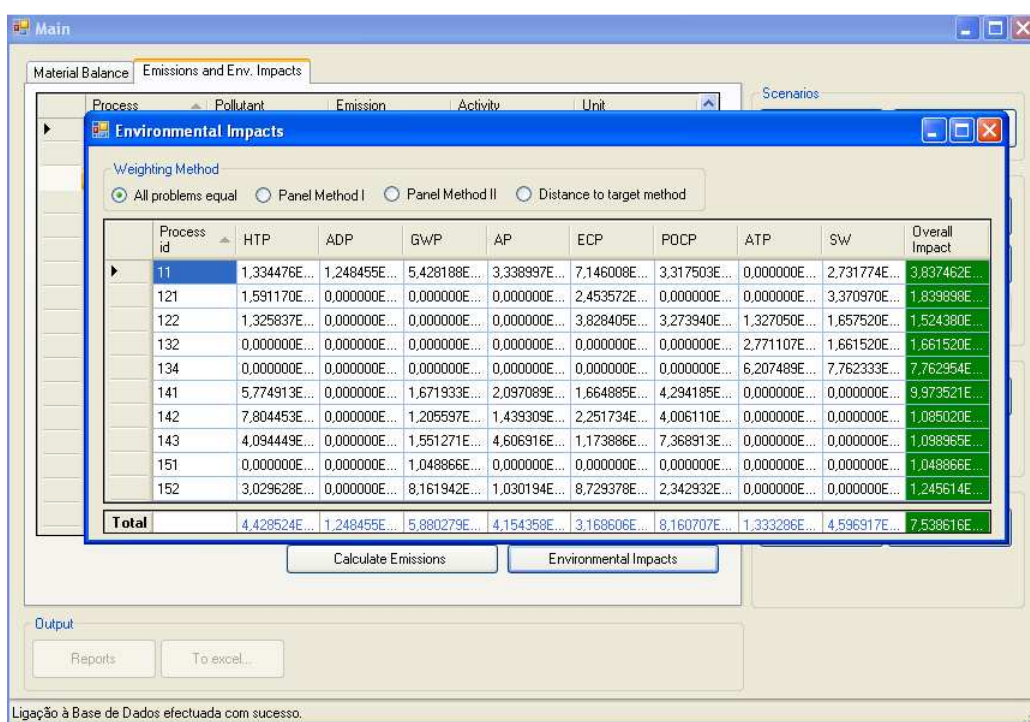 Main
Material Balance Emissions and Env. Impacts
Scenarios
Process Pollutant Emission Activity Unit
Environmental Impacts
Weighting Method
All problems equal Panel Method I Panel Method II Distance to target method
Process id HTP ADP GWP AP ECP POCP ATP SW Overall Impact
11 1,334476E... 1,248455E... 5,428188E... 3,338997E... 7,146008E... 3,317503E... 0,000000E... 2,731774E... 3,837462E...
121 1,591170E... 0,000000E... 0,000000E... 0,000000E... 2,453572E... 0,000000E... 0,000000E... 3,370970E... 1,839898E...
122 1,325837E... 0,000000E... 0,000000E... 0,000000E... 3,828405E... 3,273940E... 1,327050E... 1,657520E... 1,524380E...
132 0,000000E... 0,000000E... 0,000000E... 0,000000E... 0,000000E... 0,000000E... 2,771107E... 1,661520E... 1,661520E...
134 0,000000E... 0,000000E... 0,000000E... 0,000000E... 0,000000E... 0,000000E... 6,207489E... 7,762333E... 7,762954E...
141 5,774913E... 0,000000E... 1,671933E... 2,097089E... 1,664885E... 4,294185E... 0,000000E... 0,000000E... 9,973521E...
142 7,804453E... 0,000000E... 1,205597E... 1,439309E... 2,251734E... 4,006110E... 0,000000E... 0,000000E... 1,085020E...
143 4,094449E... 0,000000E... 1,551271E... 4,606916E... 1,173886E... 7,368913E... 0,000000E... 0,000000E... 1,098965E...
151 0,000000E... 0,000000E... 1,048866E... 0,000000E... 0,000000E... 0,000000E... 0,000000E... 0,000000E... 1,048866E...
152 3,029628E... 0,000000E... 8,161942E... 1,030194E... 8,729378E... 2,342932E... 0,000000E... 0,000000E... 1,245614E...
Total 4,428524E... 1,248455E... 5,880279E... 4,154358E... 3,168606E... 8,160707E... 1,333286E... 4,596917E... 7,538616E...
Calculate Emissions Environmental Impacts
Output
Reports To excel...
Ligação à Base de Dados efectuada com sucesso.